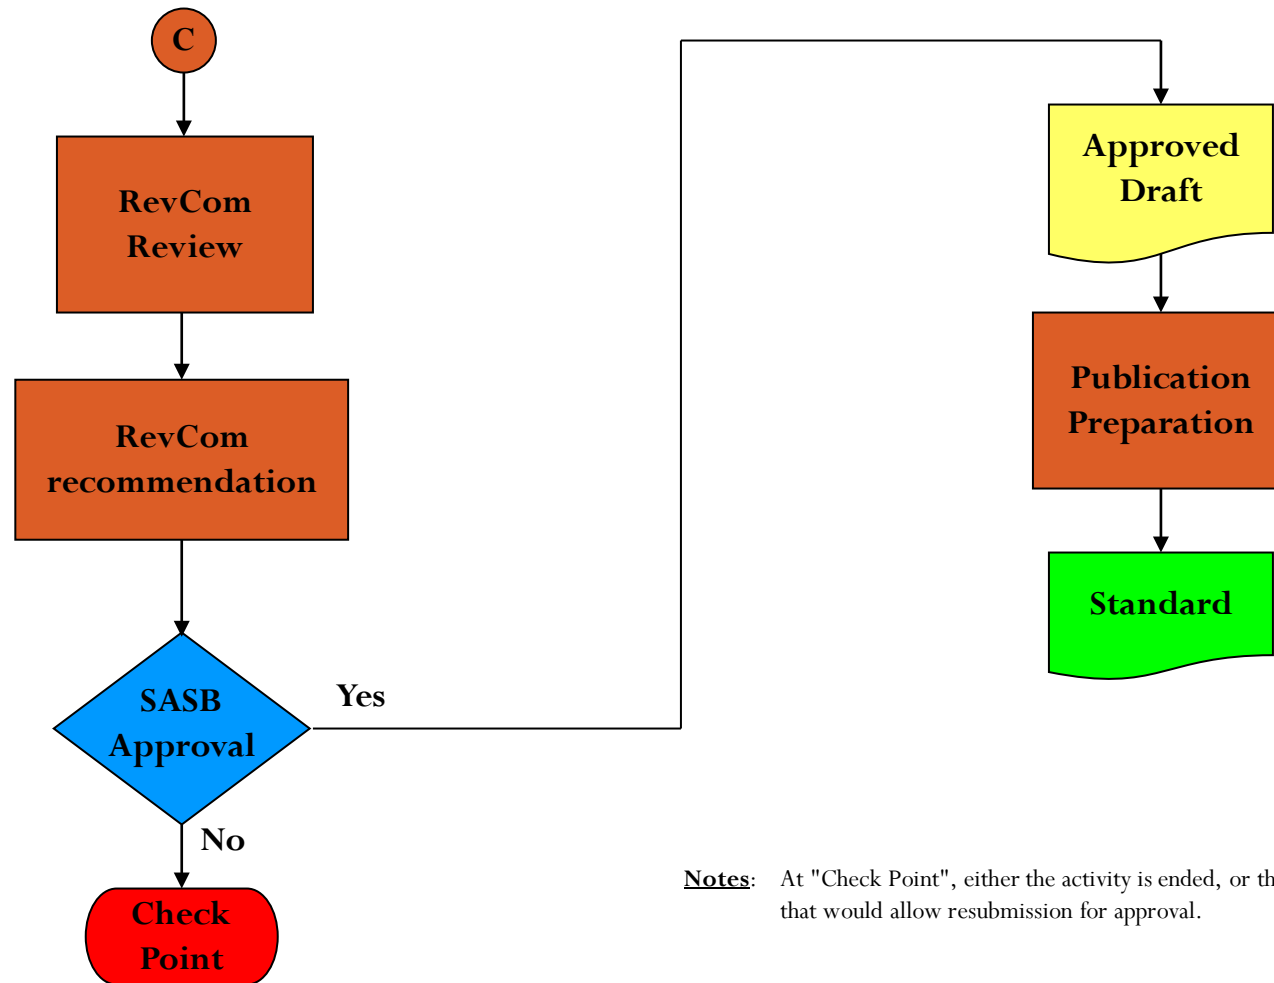 C
RevCom
Review
RevCom
recommendation
SASB
Approval
Yes
No
Check
Point
Approved
Draft
Publication
Preparation
Standard
Notes: At "Check Point", either the activity is ended, or
that would allow resubmission for approval.